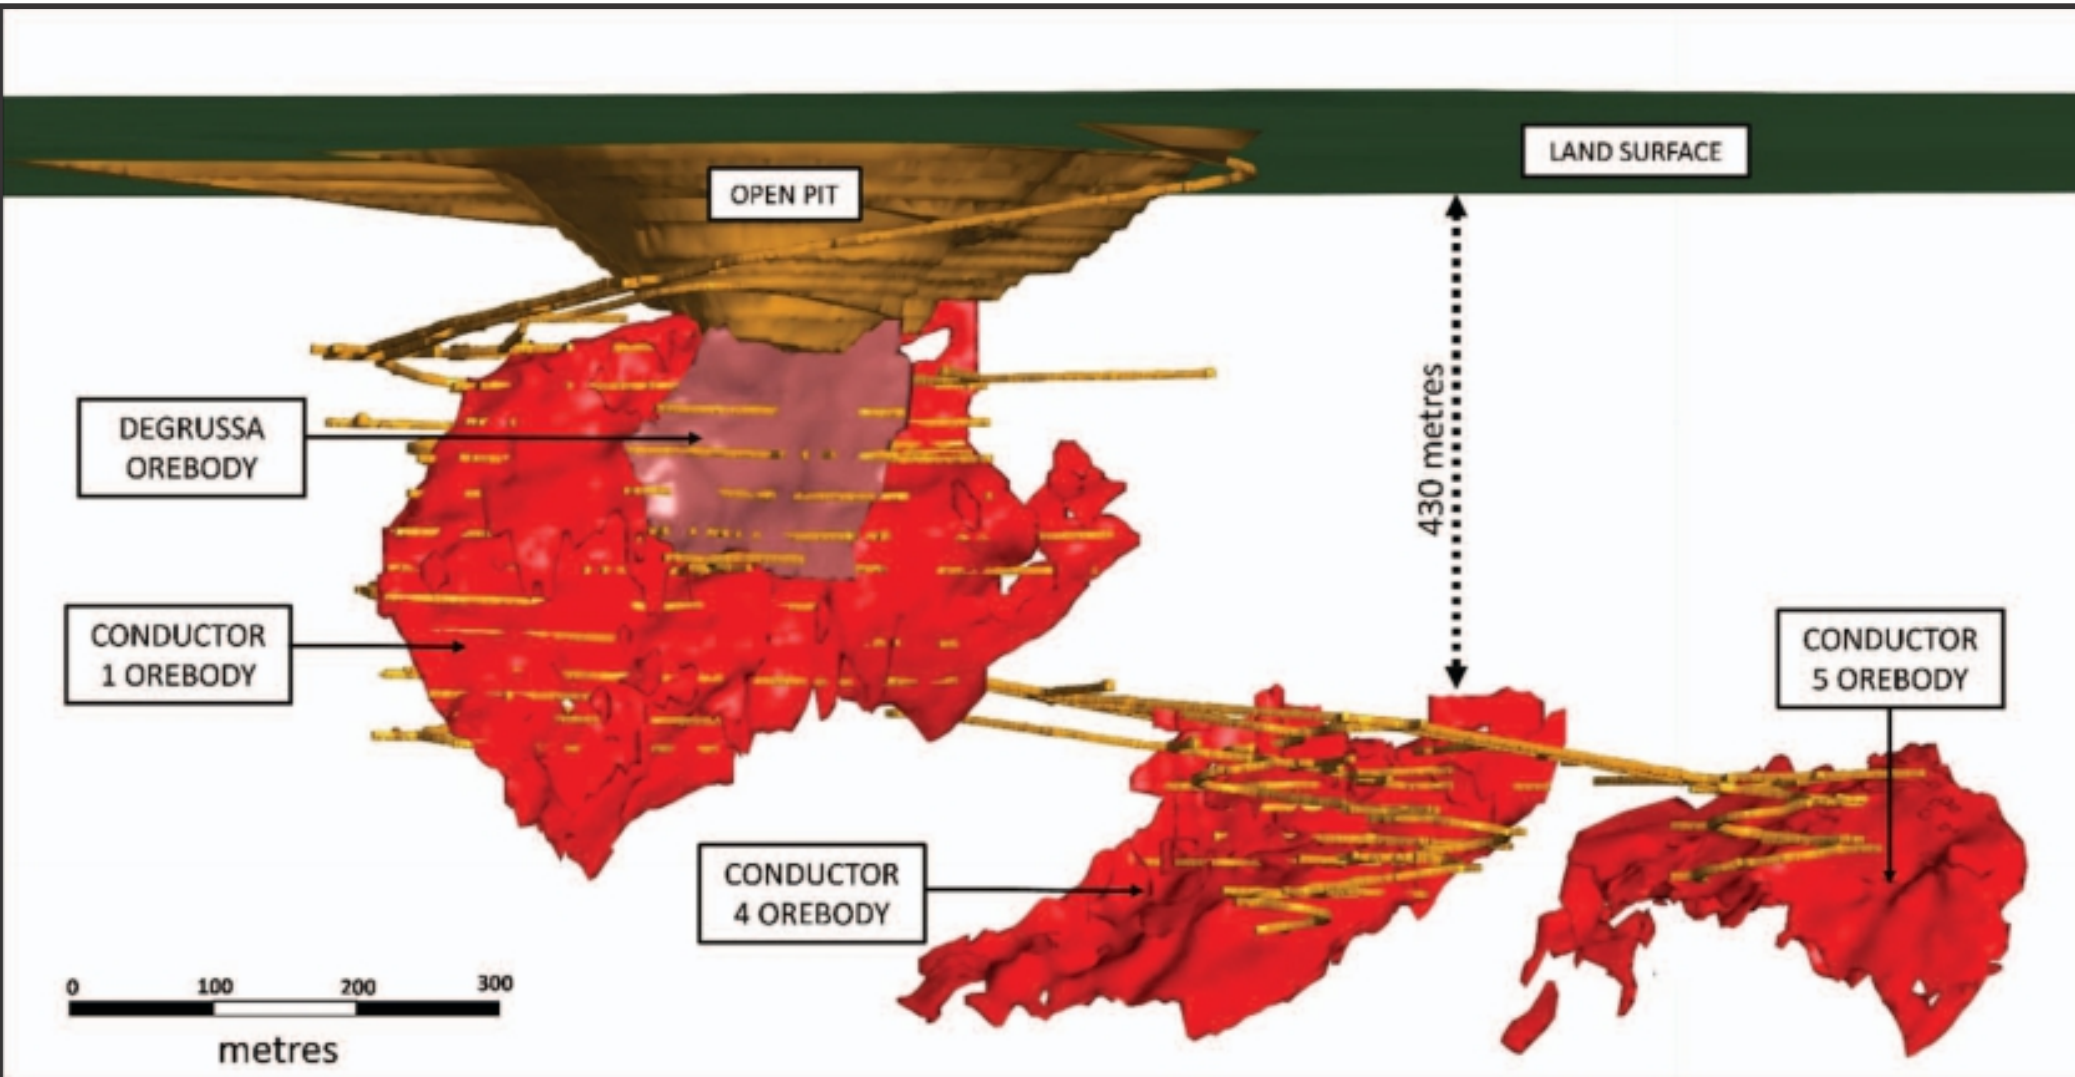 LAND SURFACE
OPEN PIT
430 metres
DEGRUSSA
OREBODY
CONDUCTOR
1 OREBODY
CONDUCTOR
5 OREBODY
CONDUCTOR
4 OREBODY
0 100 200 300
metres